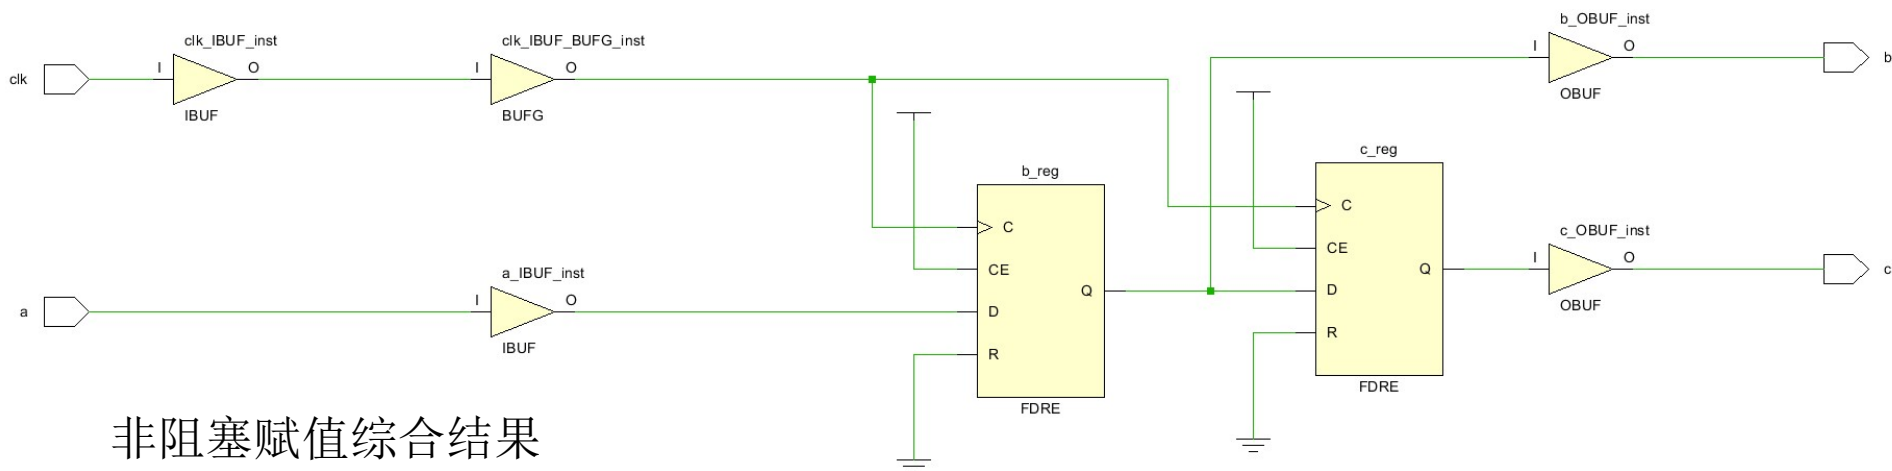 clk
I
clk_IBUF_inst
O
IBUF
I
clk_IBUF_BUFG_inst
O
BUFG
a
I
a_IBUF_inst
O
IBUF
b_reg
C
CE
D
R
Q
FDRE
c_reg
C
CE
D
R
Q
FDRE
I
b_OBUF_inst
O
OBUF
b
I
c_OBUF_inst
O
OBUF
c
非阻塞赋值综合结果